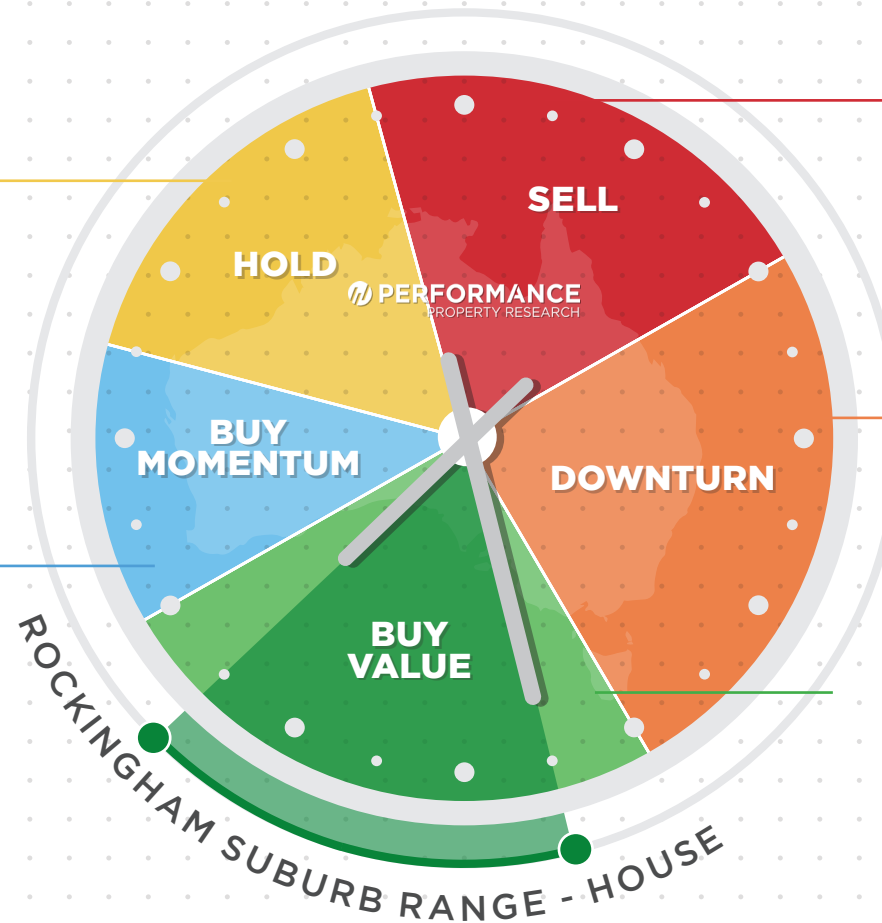 SELL
HOLD
PERFORMANCE
PROPERTY RESEARCH
BUY
MOMENTUM
DOWNTURN
BUY
VALUE
ROCKINGHAM SUBURB RANGE - HOUSE